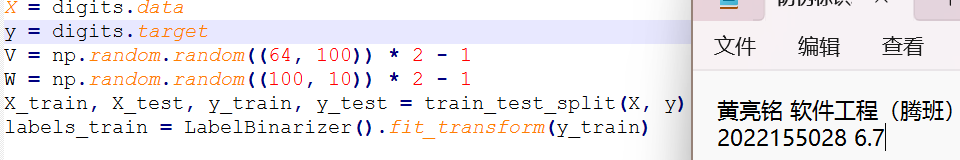 X = digits.data
y = digits.target
V = np.random.random((64, 100)) * 2 - 1
W = np.random.random((100, 10)) * 2 - 1
X_train, X_test, y_train, y_test = train_test_split(X, y)
labels_train = LabelBinarizer().fit_transform(y_train)
文件 编辑 查看
黄亮铭 软件工程（腾班）
2022155028 6.7